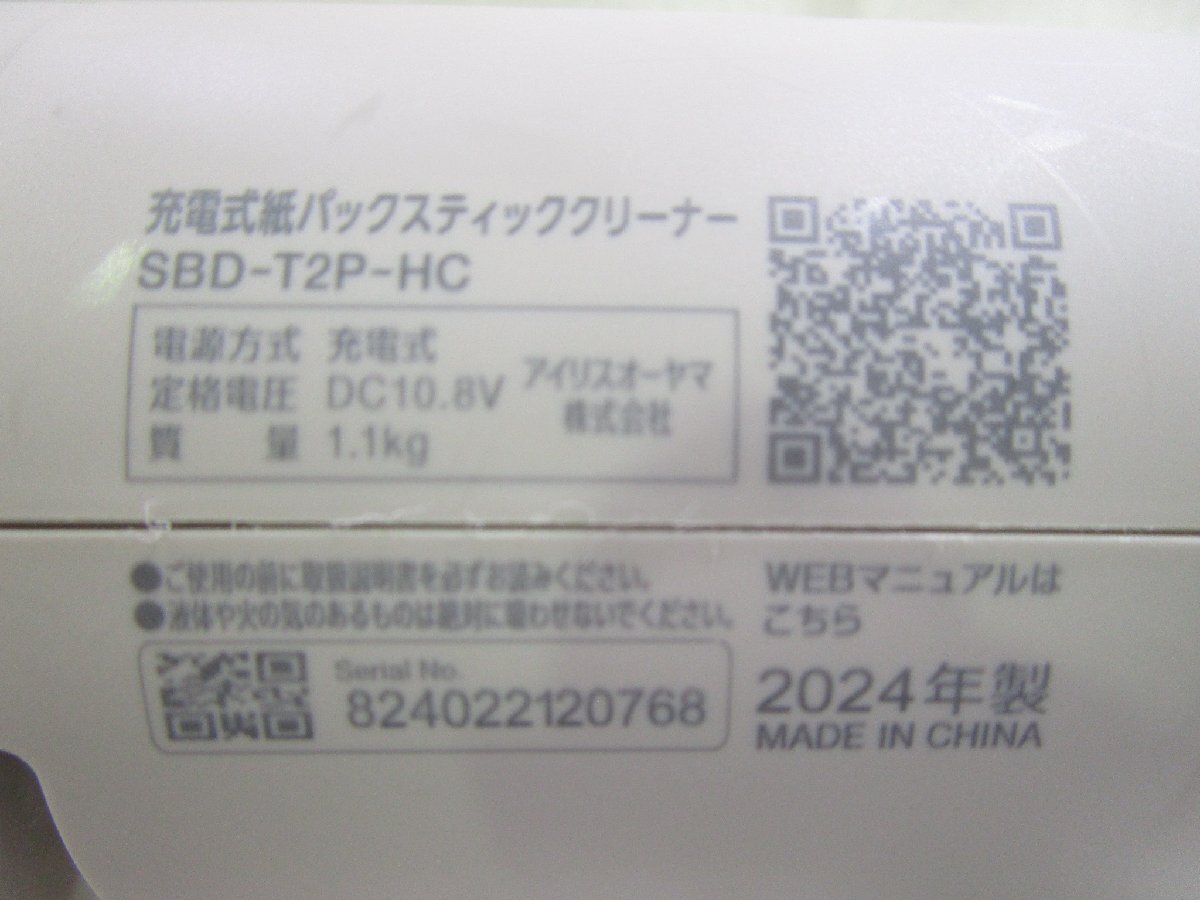 充電式紙パックスティッククリーナー
SBD-T2P-HC
電源方式 充電式
定格電圧 DC10.8V
質量 1.1kg
アイリスオーヤマ
株式会社
●ご使用の前に取扱説明書を必ずお読みください。
●液体や火の気のあるものは絶対に吸わせないでください。
WEBマニュアルは
こちら
Serial No.
824022120768
2024年製
MADE IN CHINA